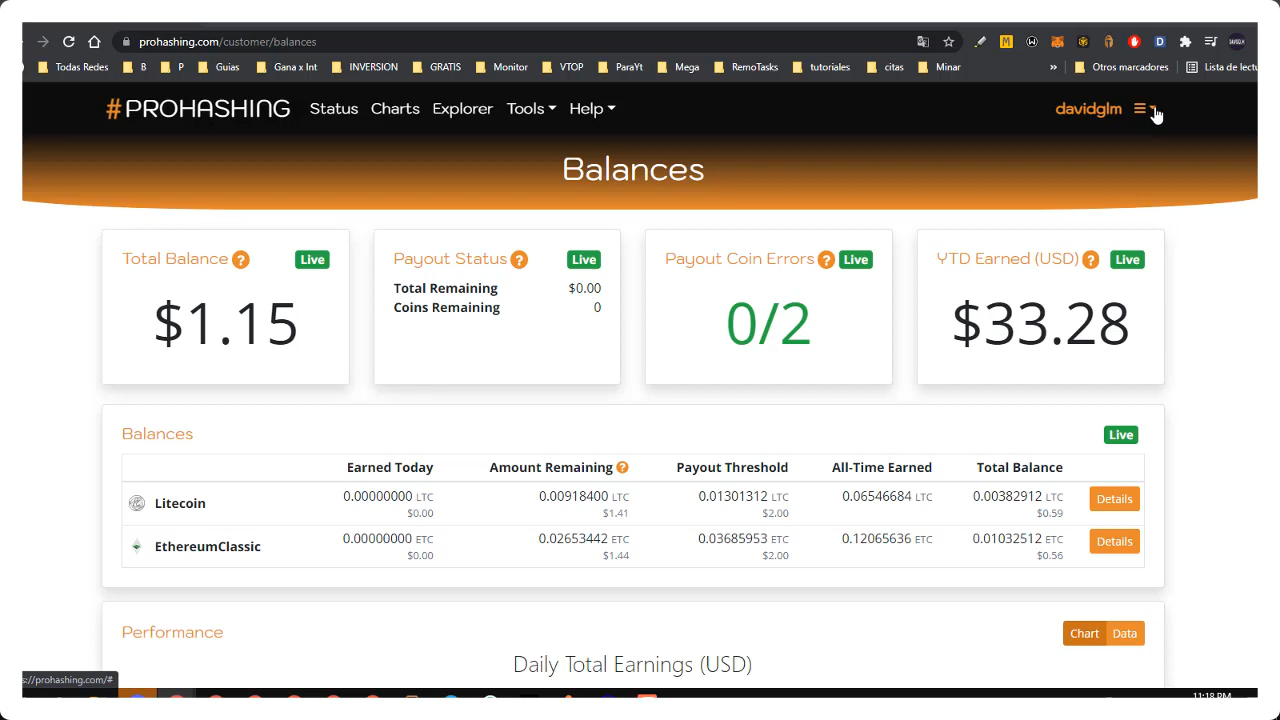 prohashing.com/customer/balances
Todas Redes B P Guias Gana x Int INVERSION GRATIS Monitor VTOP ParaYt Mega RemoTasks tutoriales citas Minar » Otros marcadores Lista de lectu
#PROHASHING Status Charts Explorer Tools Help davidglm
Balances
Total Balance ? Live
$1.15
Payout Status ? Live
Total Remaining $0.00
Coins Remaining 0
Payout Coin Errors ? Live
0/2
YTD Earned (USD) ? Live
$33.28
Balances Live
Earned Today Amount Remaining ? Payout Threshold All-Time Earned Total Balance
Litecoin 0.00000000 LTC 0.00918400 LTC 0.01301312 LTC 0.06546684 LTC 0.00382912 LTC Details
$0.00 $1.41 $2.00 $0.59
EthereumClassic 0.00000000 ETC 0.02653442 ETC 0.03685953 ETC 0.12065636 ETC 0.01032512 ETC Details
$0.00 $1.44 $2.00 $0.56
Performance Chart Data
Daily Total Earnings (USD)
s://prohashing.com/#
11:18 PM